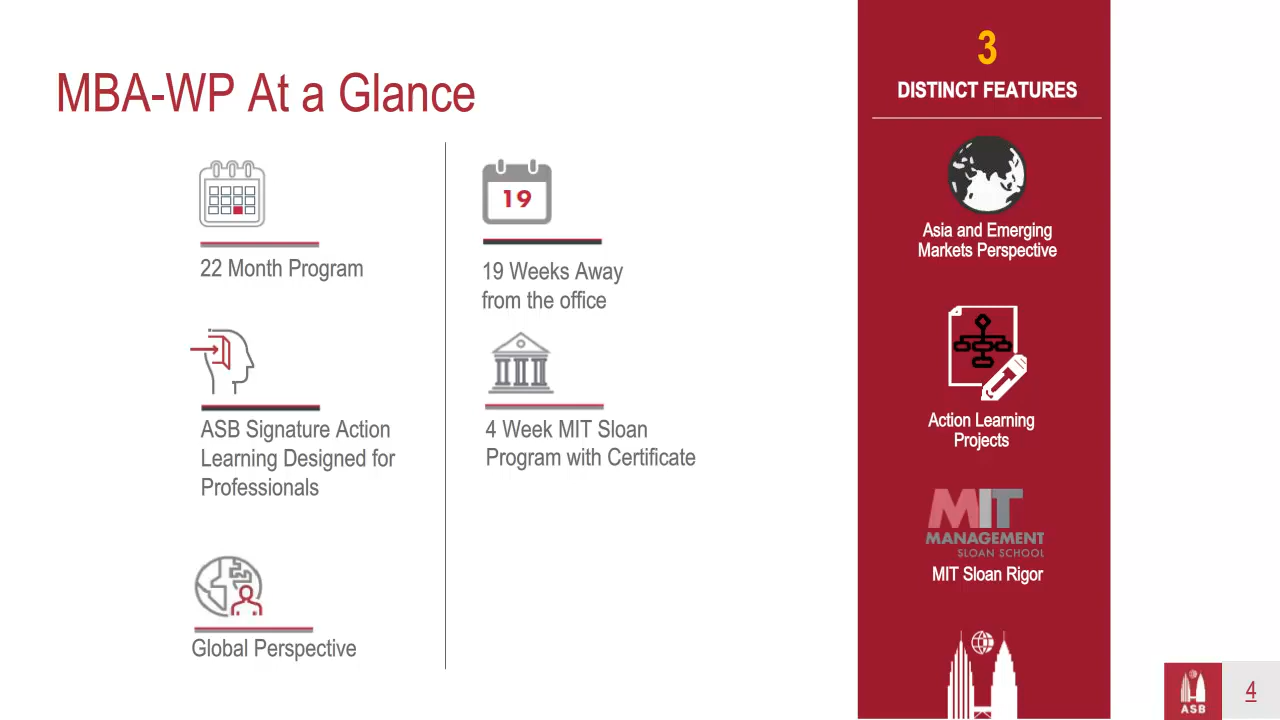 MBA-WP At a Glance
22 Month Program
ASB Signature Action
Learning Designed for
Professionals
Global Perspective
19
19 Weeks Away
from the office
4 Week MIT Sloan
Program with Certificate
3
DISTINCT FEATURES
Asia and Emerging
Markets Perspective
Action Learning
Projects
MIT
MANAGEMENT
SLOAN SCHOOL
MIT Sloan Rigor
ASB
4